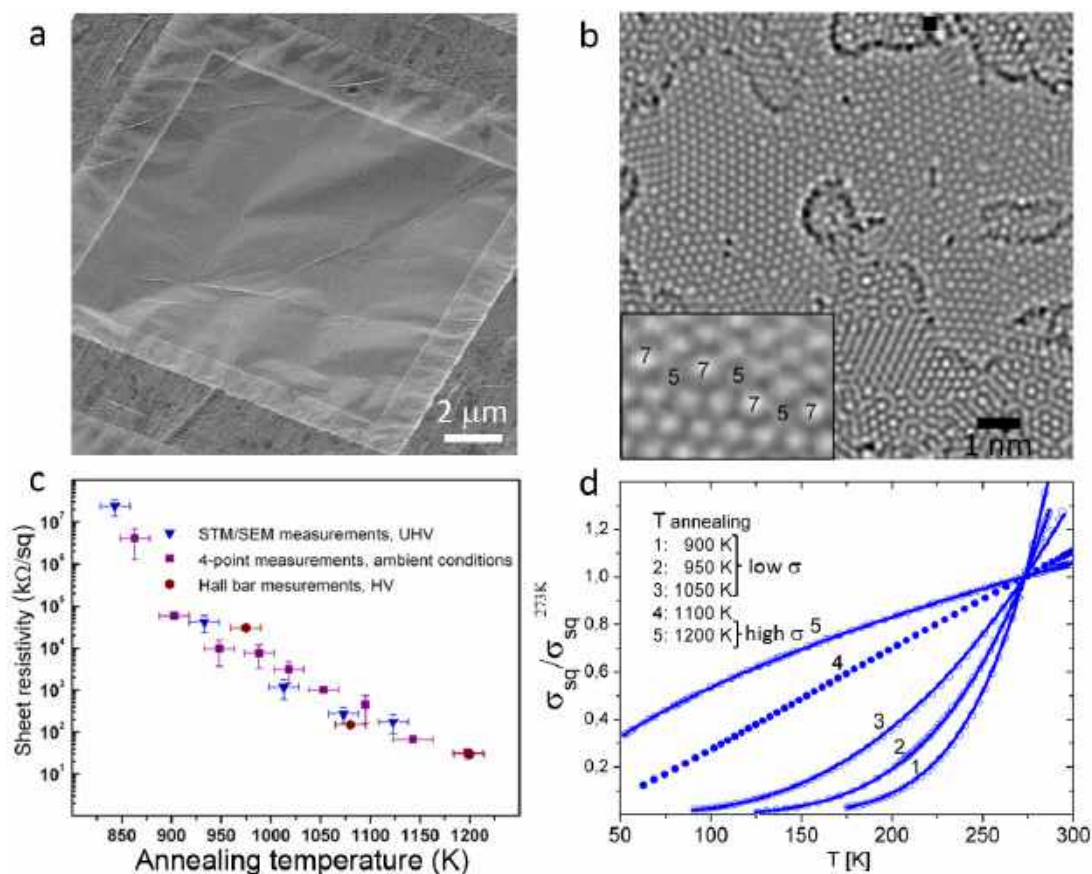 a
2 μm
b
7 5 7 5
7 5 7
1 nm
c
Sheet resistivity (kΩ/sq)
10^7
10^6
10^5
10^4
10^3
10^2
10^1
STM/SEM measurements, UHV
4-point measurements, ambient conditions
Hall bar mesurements, HV
850 900 950 1000 1050 1100 1150 1200
Annealing temperature (K)
d
σ_sq/σ_sq^273K
1,2
1.0
0.8
0.6
0.4
0.2
T annealing
1: 900 K
2: 950 K
low σ
3: 1050 K
4: 1100 K
5: 1200 K
high σ
5
4
3
2
1
50 100 150 200 250 300
T [K]